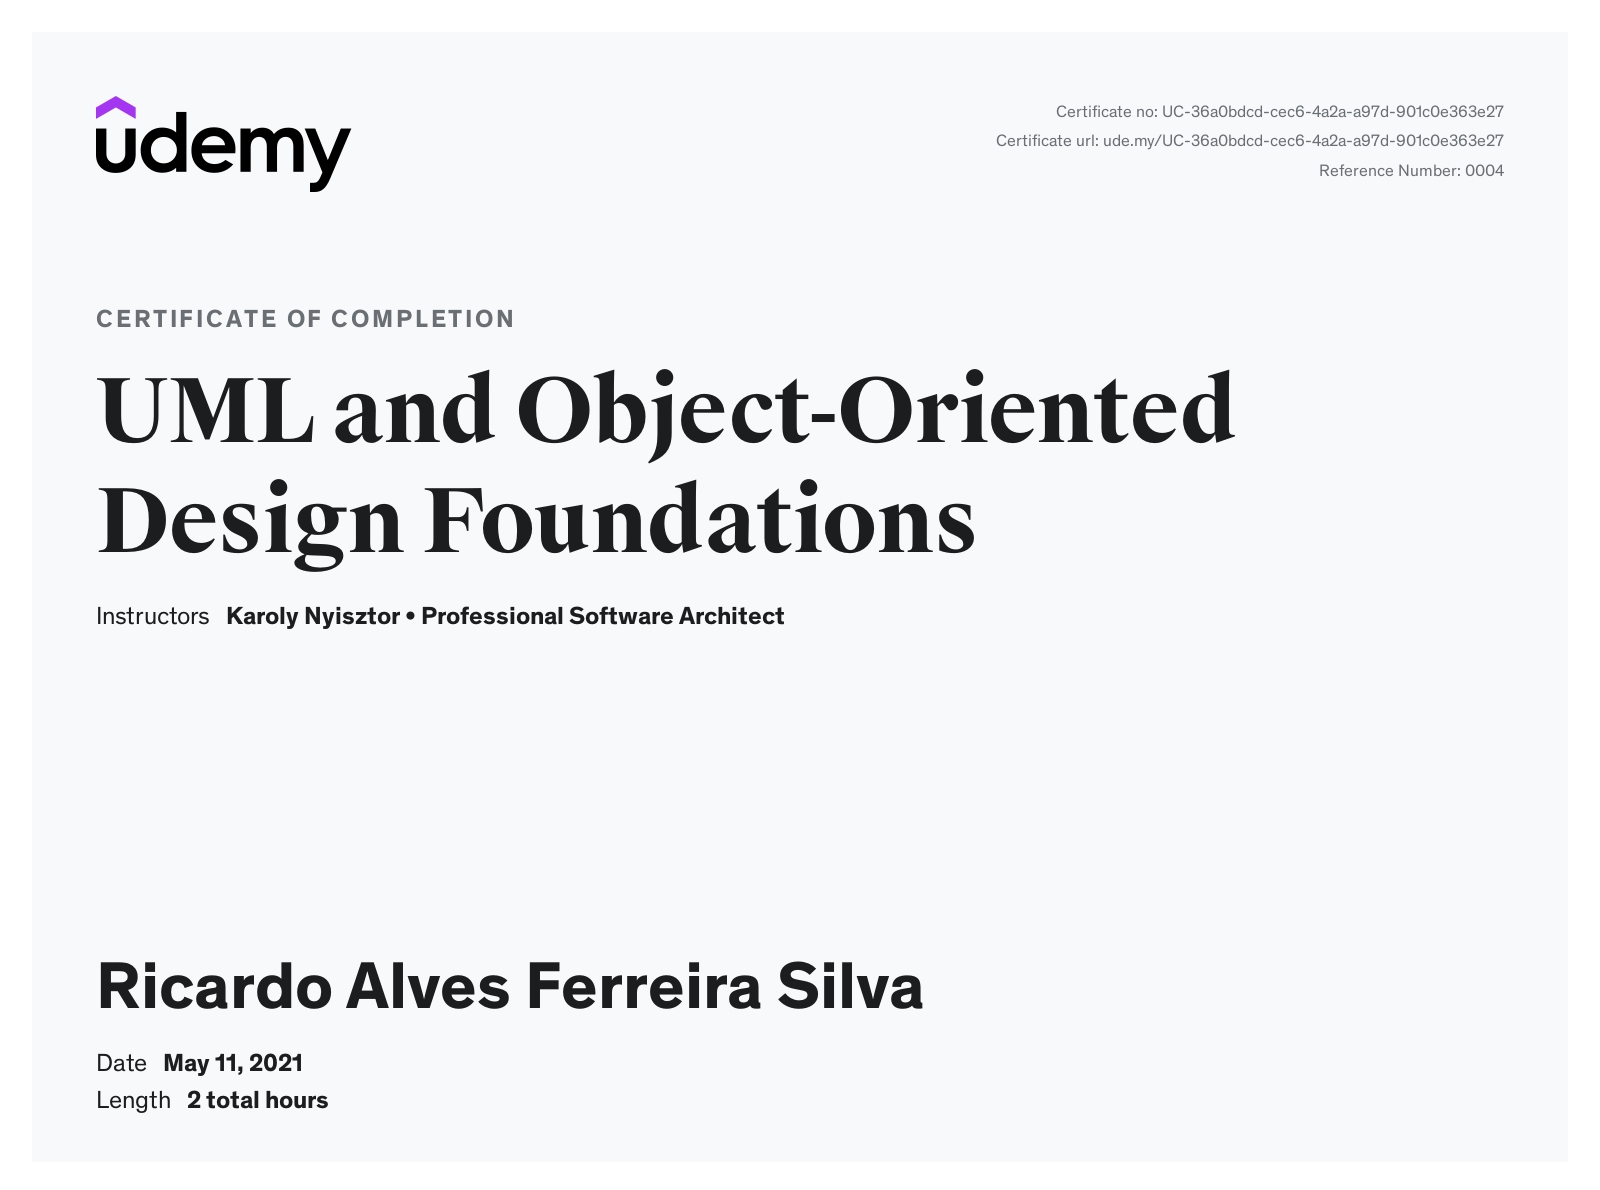 udemy
Certificate no: UC-36a0bdcd-cec6-4a2a-a97d-901c0e363e27
Certificate url: ude.my/UC-36a0bdcd-cec6-4a2a-a97d-901c0e363e27
Reference Number: 0004
CERTIFICATE OF COMPLETION
UML and Object-Oriented
Design Foundations
Instructors Karoly Nyisztor • Professional Software Architect
Ricardo Alves Ferreira Silva
Date May 11, 2021
Length 2 total hours